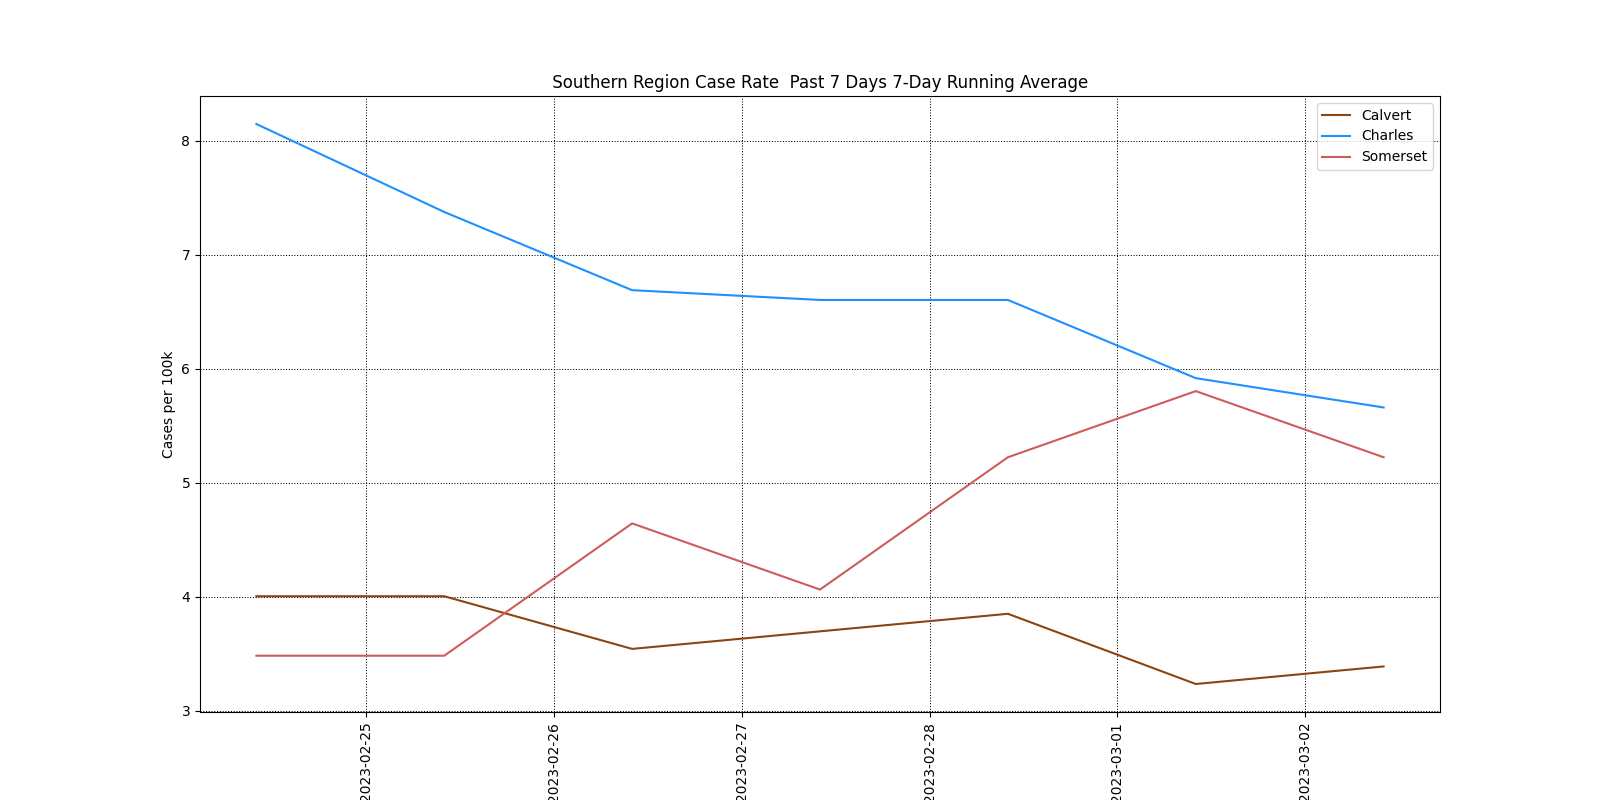 Southern Region Case Rate  Past 7 Days 7-Day Running Average
Calvert
Charles
Somerset
Cases per 100k
8
7
6
5
4
3
2023-02-25
2023-02-26
2023-02-27
2023-02-28
2023-03-01
2023-03-02